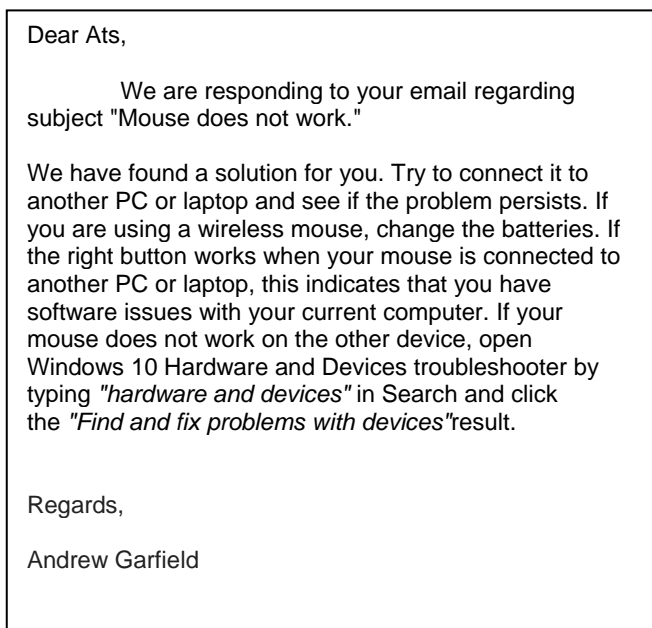 Dear Ats,
We are responding to your email regarding
subject "Mouse does not work."
We have found a solution for you. Try to connect it to
another PC or laptop and see if the problem persists. If
you are using a wireless mouse, change the batteries. If
the right button works when your mouse is connected to
another PC or laptop, this indicates that you have
software issues with your current computer. If your
mouse does not work on the other device, open
Windows 10 Hardware and Devices troubleshooter by
typing "hardware and devices" in Search and click
the "Find and fix problems with devices"result.
Regards,
Andrew Garfield